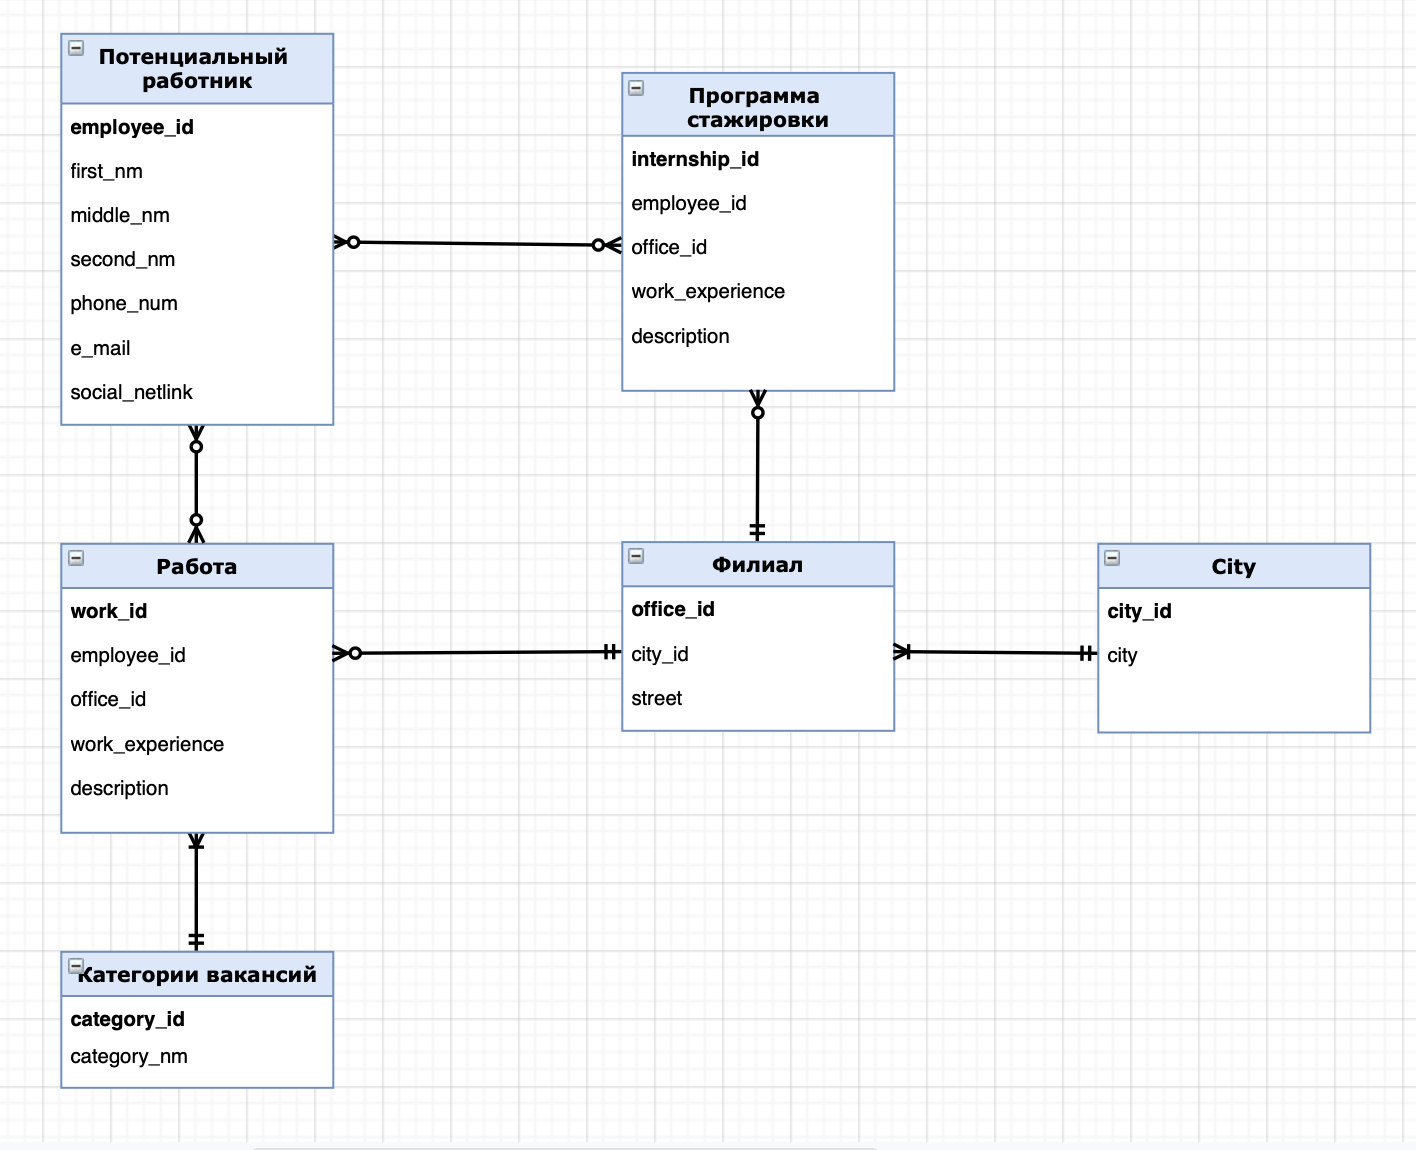 Потенциальный
работник
employee_id
first_nm
middle_nm
second_nm
phone_num
e_mail
social_netlink
Программа
стажировки
internship_id
employee_id
office_id
work_experience
description
Работа
work_id
employee_id
office_id
work_experience
description
Филиал
office_id
city_id
street
City
city_id
city
Категории вакансий
category_id
category_nm